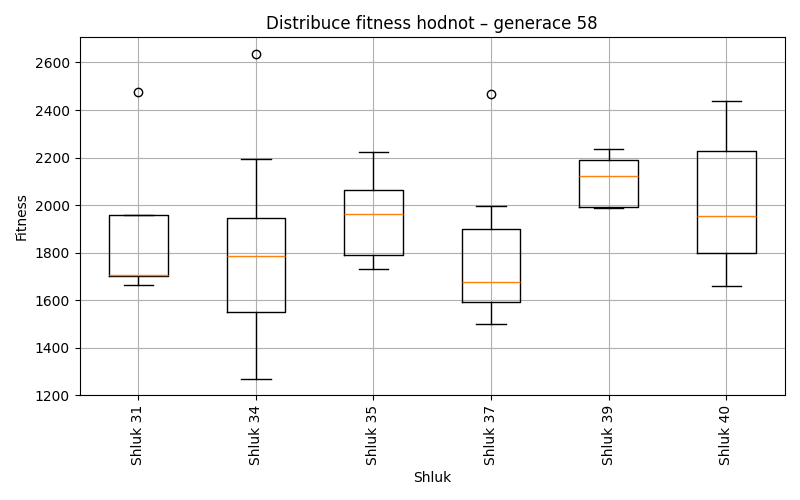 Distribuce fitness hodnot – generace 58
Fitness
2600
2400
2200
2000
1800
1600
1400
1200
Shluk 31
Shluk 34
Shluk 35
Shluk 37
Shluk 39
Shluk 40
Shluk